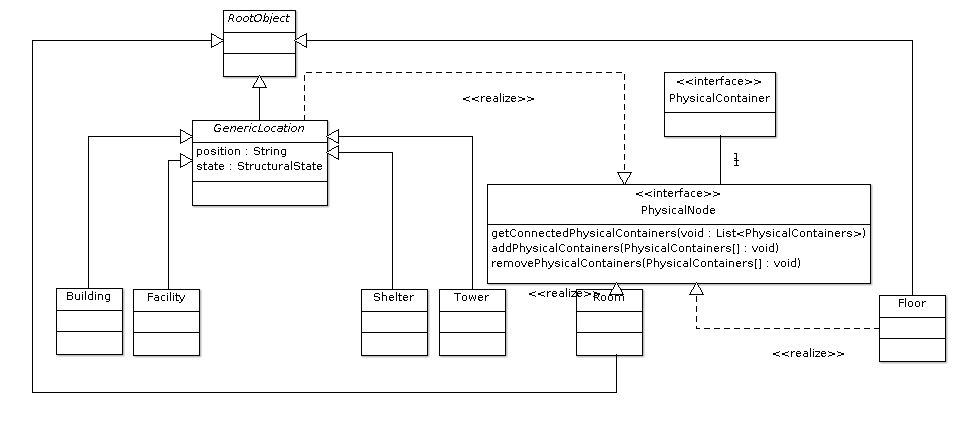 RootObject
<<interface>>
PhysicalContainer
<<realize>>
GenericLocation
position : String
state : StructuralState
1
1
<<interface>>
PhysicalNode
getConnectedPhysicalContainers(void : List<PhysicalContainers>)
addPhysicalContainers(PhysicalContainers[] : void)
removePhysicalContainers(PhysicalContainers[] : void)
<<realize>>
Building
Facility
Shelter
Tower
Room
Floor
<<realize>>